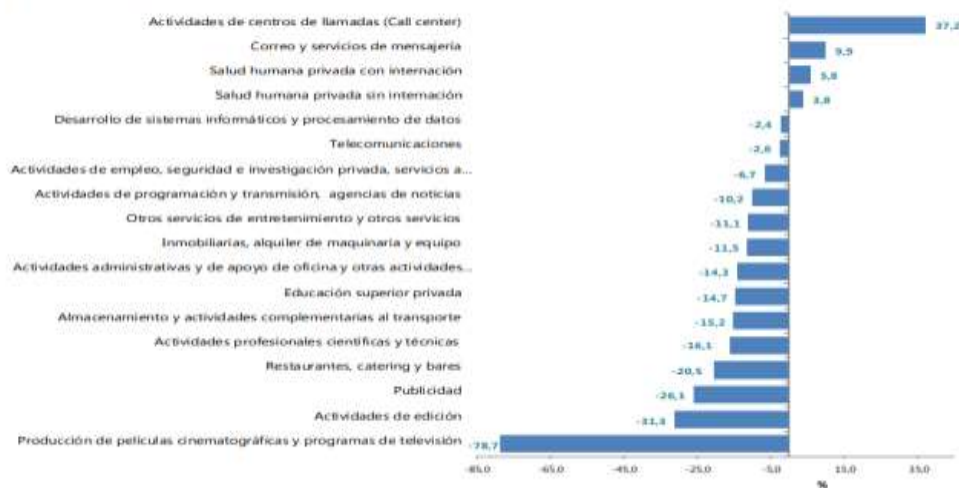 Actividades de centros de llamadas (Call center) 37,2
Correo y servicios de mensajería 9,9
Salud humana privada con internación 5,8
Salud humana privada sin internación 3,8
Desarrollo de sistemas informáticos y procesamiento de datos -2,4
Telecomunicaciones -2,6
Actividades de empleo, seguridad e investigación privada, servicios a... -6,7
Actividades de programación y transmisión, agencias de noticias -10,2
Otros servicios de entretenimiento y otros servicios -11,1
Inmobiliarias, alquiler de maquinaria y equipo -11,5
Actividades administrativas y de apoyo de oficina y otras actividades... -14,3
Educación superior privada -14,7
Almacenamiento y actividades complementarias al transporte -15,2
Actividades profesionales científicas y técnicas -16,1
Restaurantes, catering y bares -20,5
Publicidad -26,1
Actividades de edición -31,3
Producción de películas cinematográficas y programas de televisión -78,7
-85,0 -65,0 -45,0 -25,0 -5,0 15,0 35,0
%